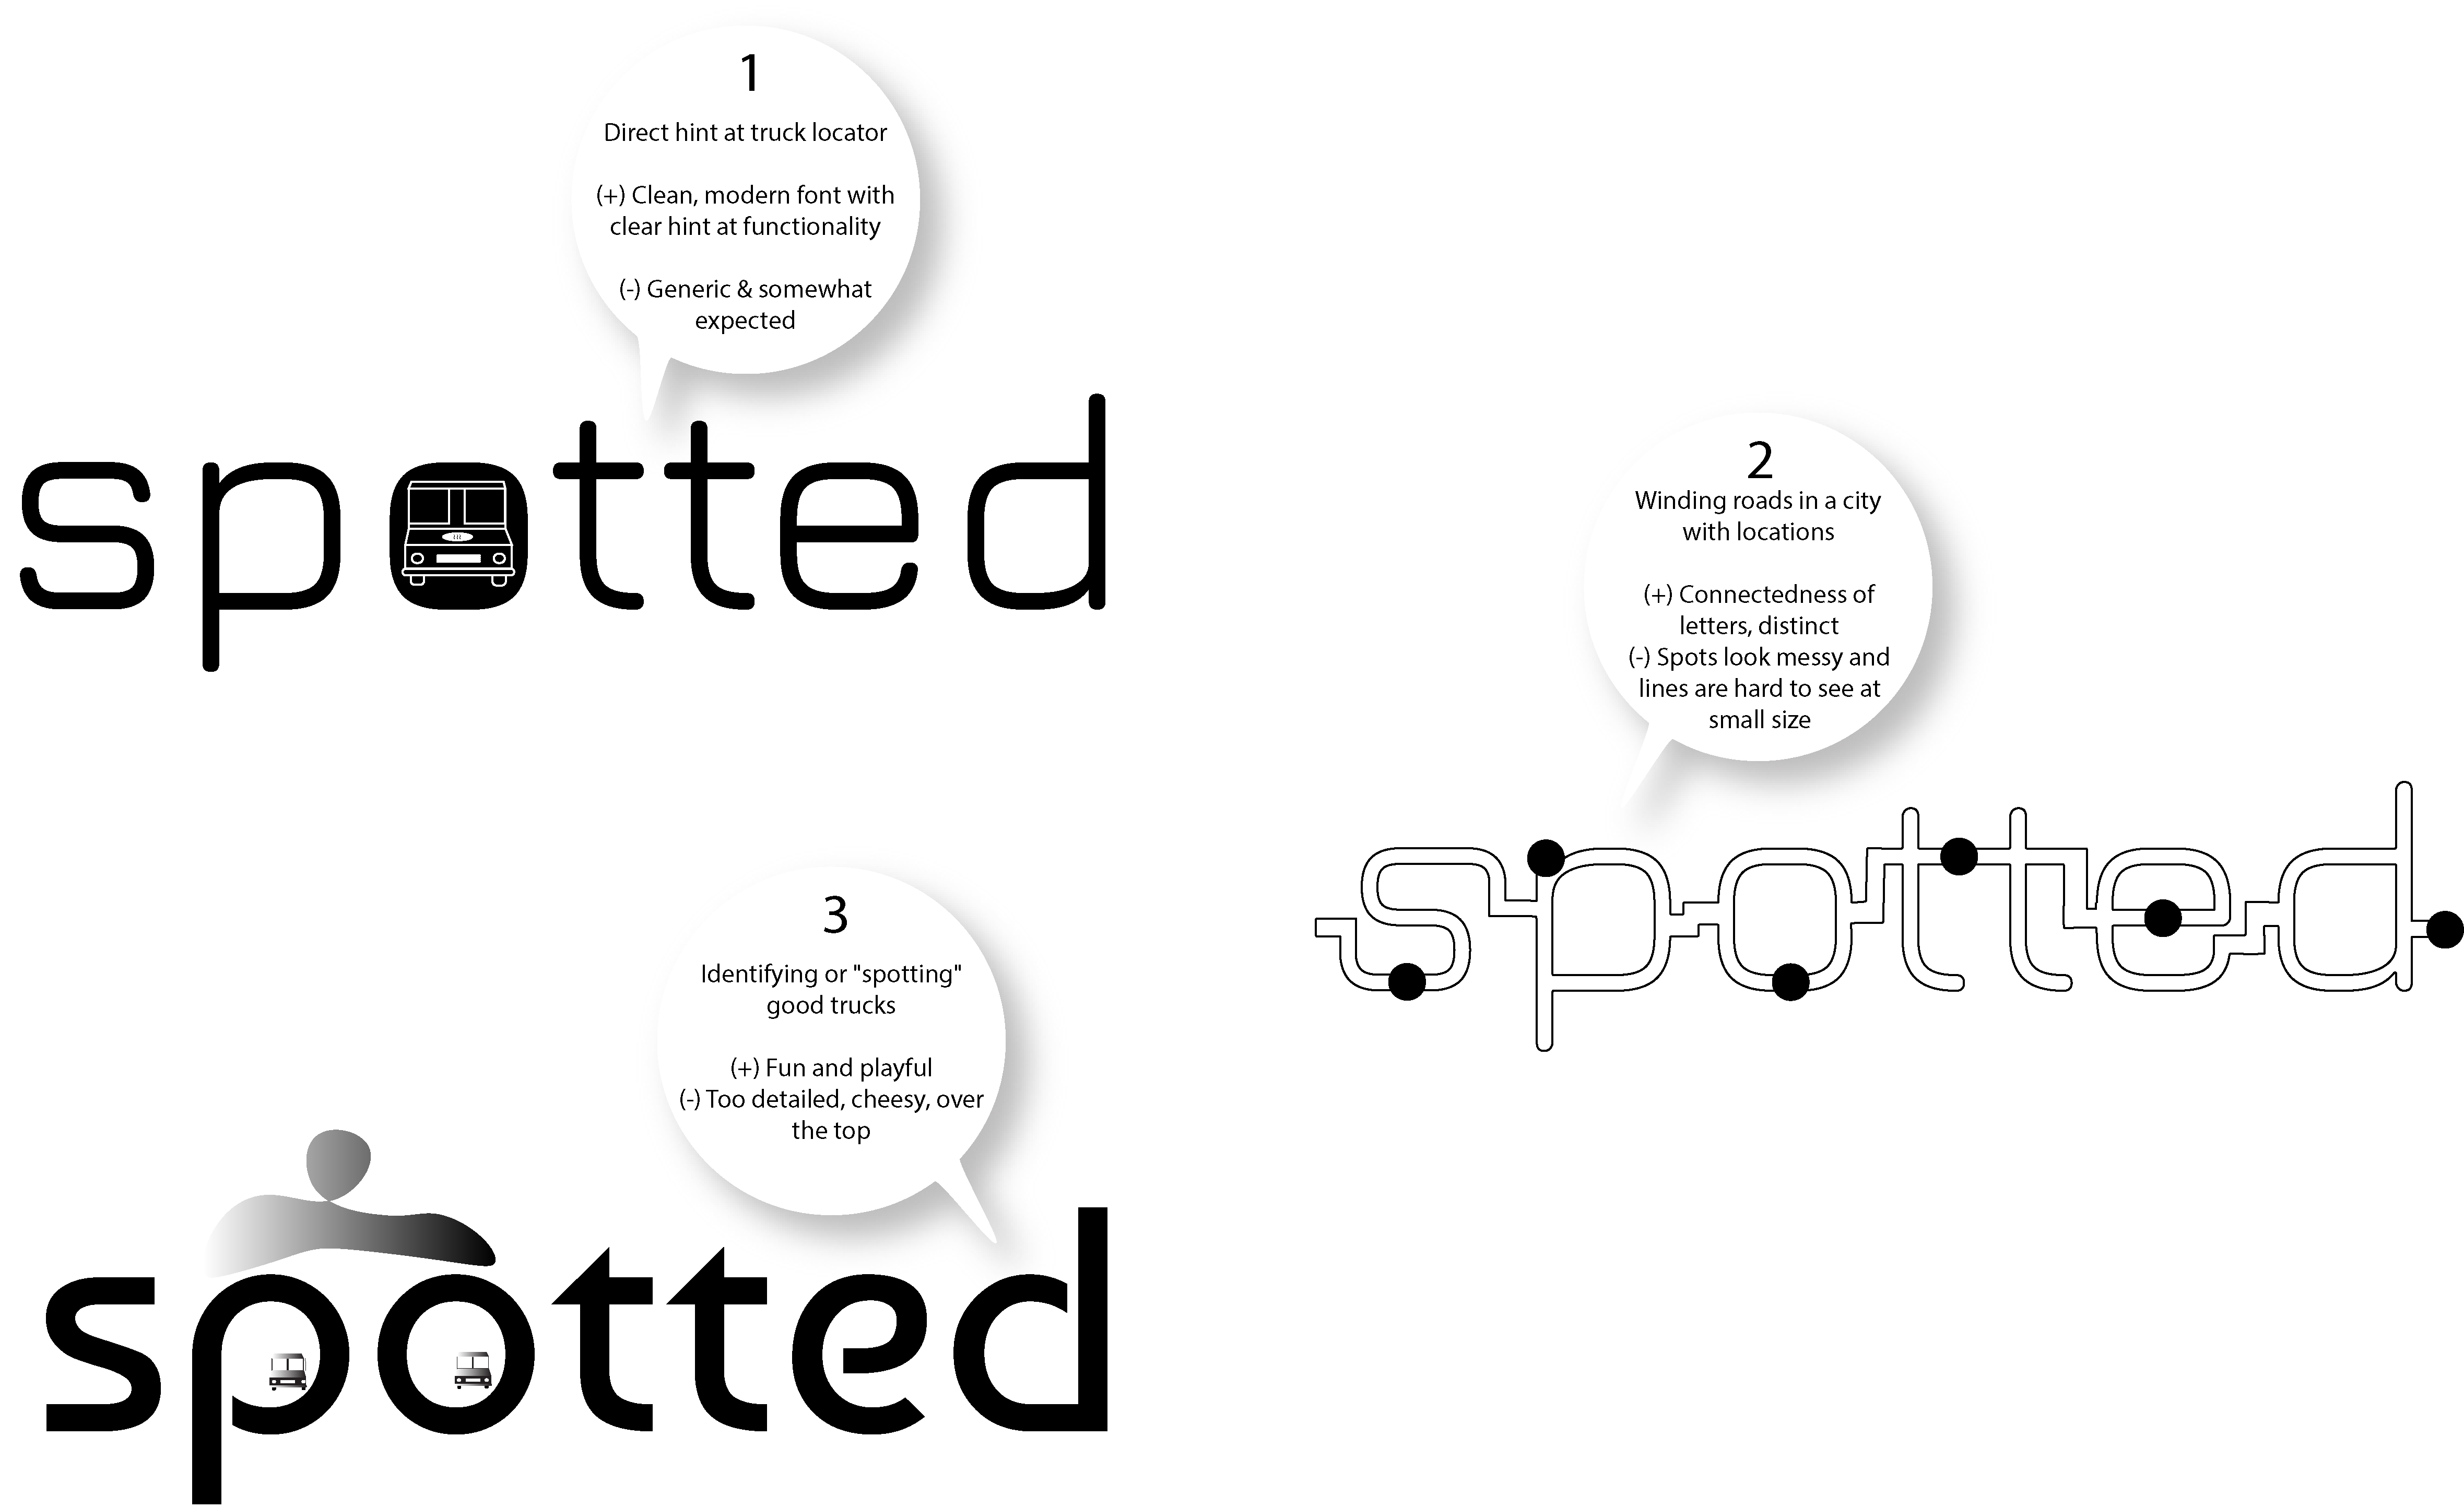 1
Direct hint at truck locator
(+) Clean, modern font with
clear hint at functionality
(-) Generic & somewhat
expected
spotted
2
Winding roads in a city
with locations
(+) Connectedness of
letters, distinct
(-) Spots look messy and
lines are hard to see at
small size
spotted
3
Identifying or "spotting"
good trucks
(+) Fun and playful
(-) Too detailed, cheesy, over
the top
spotted